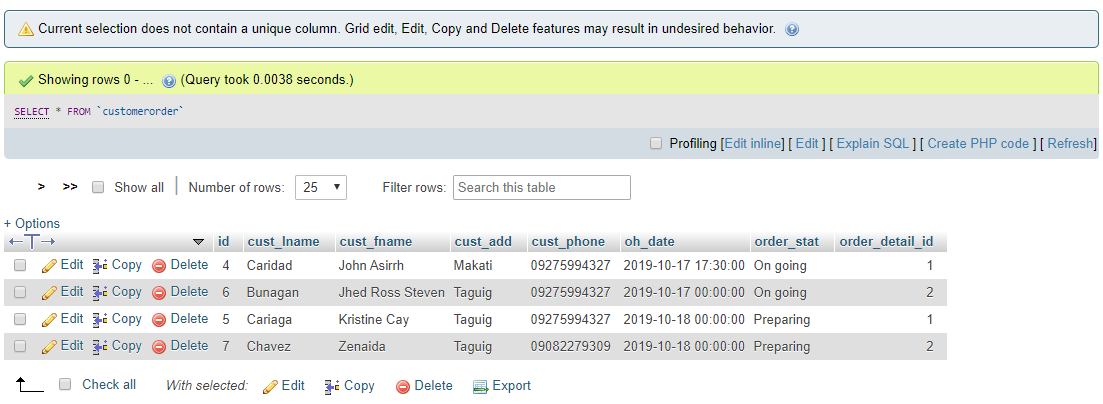 Current selection does not contain a unique column. Grid edit, Edit, Copy and Delete features may result in undesired behavior.
Showing rows 0 - ... (Query took 0.0038 seconds.)
SELECT * FROM `customerorder`
Profiling [Edit inline] [ Edit ] [ Explain SQL ] [ Create PHP code ] [ Refresh]
> >> Show all | Number of rows: 25 Filter rows: Search this table
+ Options
←T→ id cust_lname cust_fname cust_add cust_phone oh_date order_stat order_detail_id
Edit Copy Delete 4 Caridad John Asirrh Makati 09275994327 2019-10-17 17:30:00 On going 1
Edit Copy Delete 6 Bunagan Jhed Ross Steven Taguig 09275994327 2019-10-17 00:00:00 On going 2
Edit Copy Delete 5 Cariaga Kristine Cay Taguig 09275994327 2019-10-18 00:00:00 Preparing 1
Edit Copy Delete 7 Chavez Zenaida Taguig 09082279309 2019-10-18 00:00:00 Preparing 2
Check all With selected: Edit Copy Delete Export